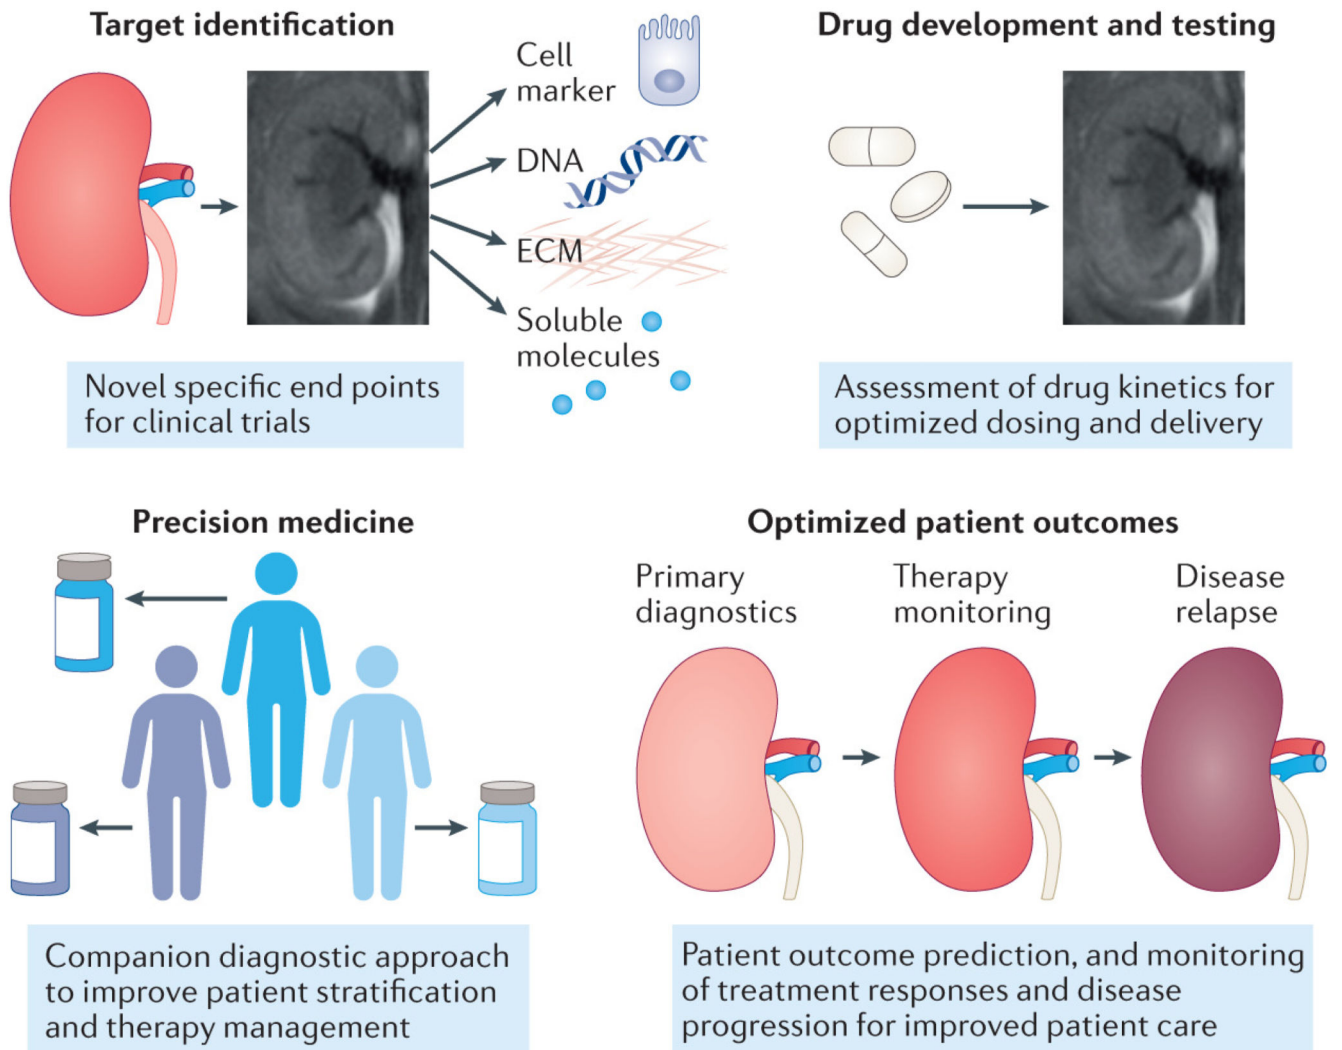 Target identification
Cell
marker
DNA
ECM
Soluble
molecules
Novel specific end points
for clinical trials
Drug development and testing
Assessment of drug kinetics for
optimized dosing and delivery
Precision medicine
Companion diagnostic approach
to improve patient stratification
and therapy management
Optimized patient outcomes
Primary
diagnostics
Therapy
monitoring
Disease
relapse
Patient outcome prediction, and monitoring
of treatment responses and disease
progression for improved patient care